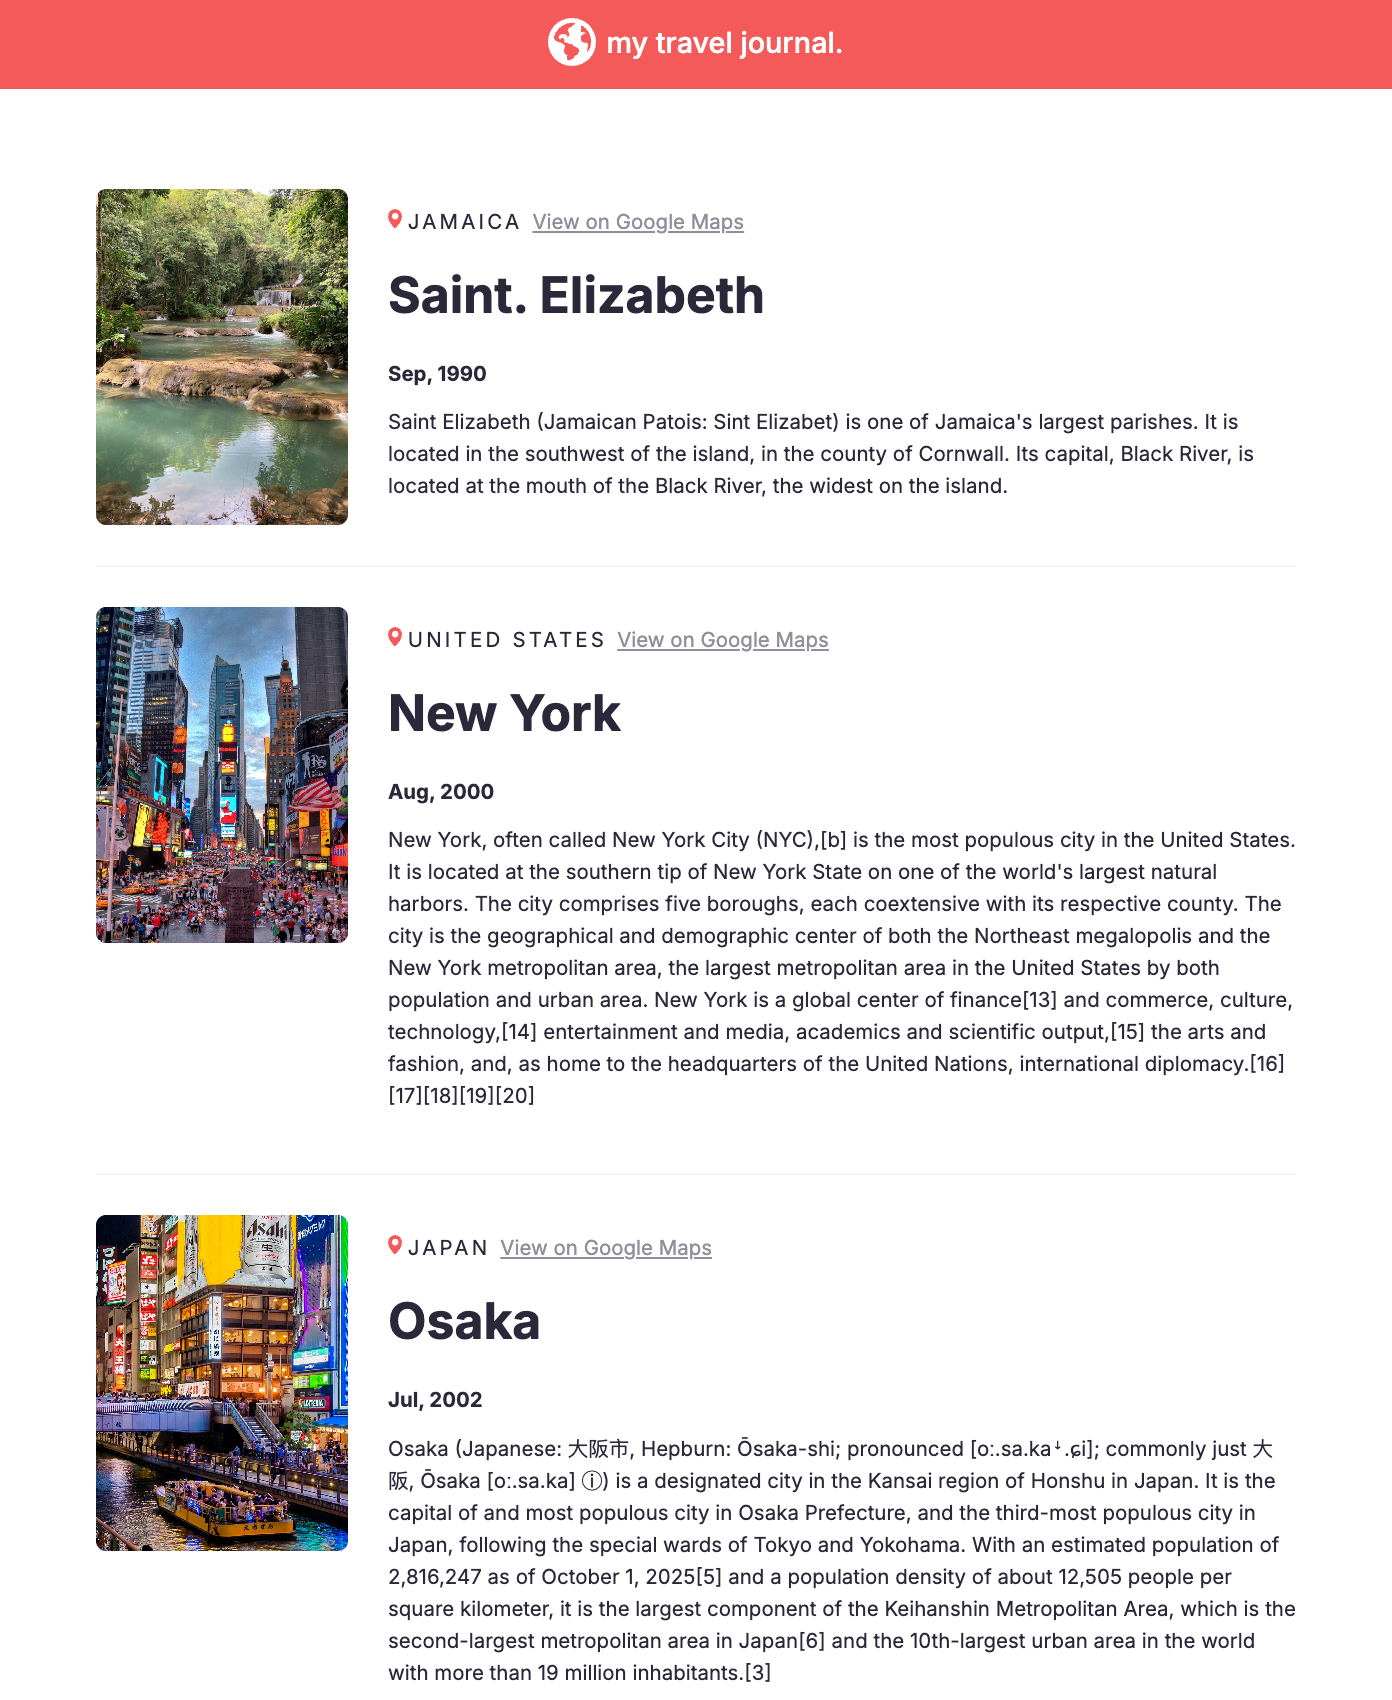 my travel journal.
JAMAICA View on Google Maps
Saint. Elizabeth
Sep, 1990
Saint Elizabeth (Jamaican Patois: Sint Elizabet) is one of Jamaica's largest parishes. It is
located in the southwest of the island, in the county of Cornwall. Its capital, Black River, is
located at the mouth of the Black River, the widest on the island.
UNITED STATES View on Google Maps
New York
Aug, 2000
New York, often called New York City (NYC),[b] is the most populous city in the United States.
It is located at the southern tip of New York State on one of the world's largest natural
harbors. The city comprises five boroughs, each coextensive with its respective county. The
city is the geographical and demographic center of both the Northeast megalopolis and the
New York metropolitan area, the largest metropolitan area in the United States by both
population and urban area. New York is a global center of finance[13] and commerce, culture,
technology,[14] entertainment and media, academics and scientific output,[15] the arts and
fashion, and, as home to the headquarters of the United Nations, international diplomacy.[16]
[17][18][19][20]
Asahi
生
JAPAN View on Google Maps
Osaka
Jul, 2002
Osaka (Japanese: 大阪市, Hepburn: Ōsaka-shi; pronounced [oː.sa.kaꜜ.ɕi]; commonly just 大
阪, Ōsaka [oː.sa.ka] ⓘ) is a designated city in the Kansai region of Honshu in Japan. It is the
capital of and most populous city in Osaka Prefecture, and the third-most populous city in
Japan, following the special wards of Tokyo and Yokohama. With an estimated population of
2,816,247 as of October 1, 2025[5] and a population density of about 12,505 people per
square kilometer, it is the largest component of the Keihanshin Metropolitan Area, which is the
second-largest metropolitan area in Japan[6] and the 10th-largest urban area in the world
with more than 19 million inhabitants.[3]